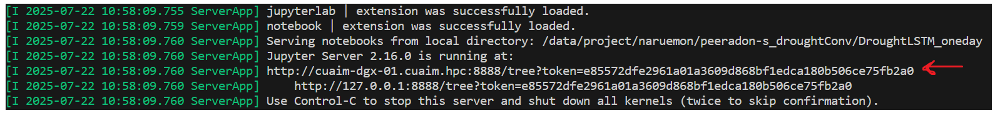 [I 2025-07-22 10:58:09.755 ServerApp] jupyterlab | extension was successfully loaded.
[I 2025-07-22 10:58:09.759 ServerApp] notebook | extension was successfully loaded.
[I 2025-07-22 10:58:09.760 ServerApp] Serving notebooks from local directory: /data/project/naruemon/peeradon-s_droughtConv/DroughtLSTM_oneday
[I 2025-07-22 10:58:09.760 ServerApp] Jupyter Server 2.16.0 is running at:
[I 2025-07-22 10:58:09.760 ServerApp] http://cuaim-dgx-01.cuaim.hpc:8888/tree?token=e85572dfe2961a01a3609d868bf1edca180b506ce75fb2a0
[I 2025-07-22 10:58:09.760 ServerApp]     http://127.0.0.1:8888/tree?token=e85572dfe2961a01a3609d868bf1edca180b506ce75fb2a0
[I 2025-07-22 10:58:09.760 ServerApp] Use Control-C to stop this server and shut down all kernels (twice to skip confirmation).